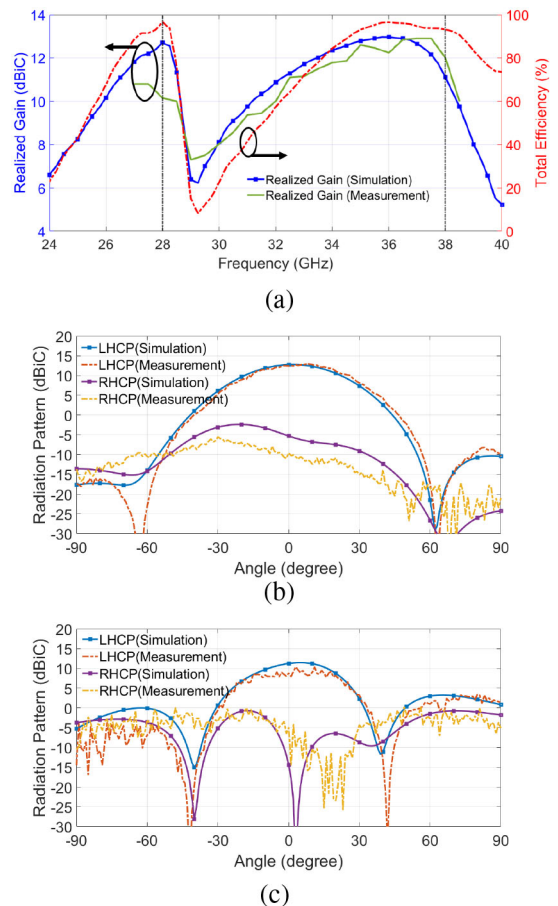 14
12
10
8
6
4
Realized Gain (dBiC)
100
80
60
40
20
0
Total Efficiency (%)
Realized Gain (Simulation)
Realized Gain (Measurement)
24 26 28 30 32 34 36 38 40
Frequency (GHz)
(a)
20
15
10
5
0
-5
-10
-15
-20
-25
-30
Radiation Pattern (dBiC)
LHCP(Simulation)
LHCP(Measurement)
RHCP(Simulation)
RHCP(Measurement)
-90 -60 -30 0 30 60 90
Angle (degree)
(b)
20
15
10
5
0
-5
-10
-15
-20
-25
-30
Radiation Pattern (dBiC)
LHCP(Simulation)
LHCP(Measurement)
RHCP(Simulation)
RHCP(Measurement)
-90 -60 -30 0 30 60 90
Angle (degree)
(c)